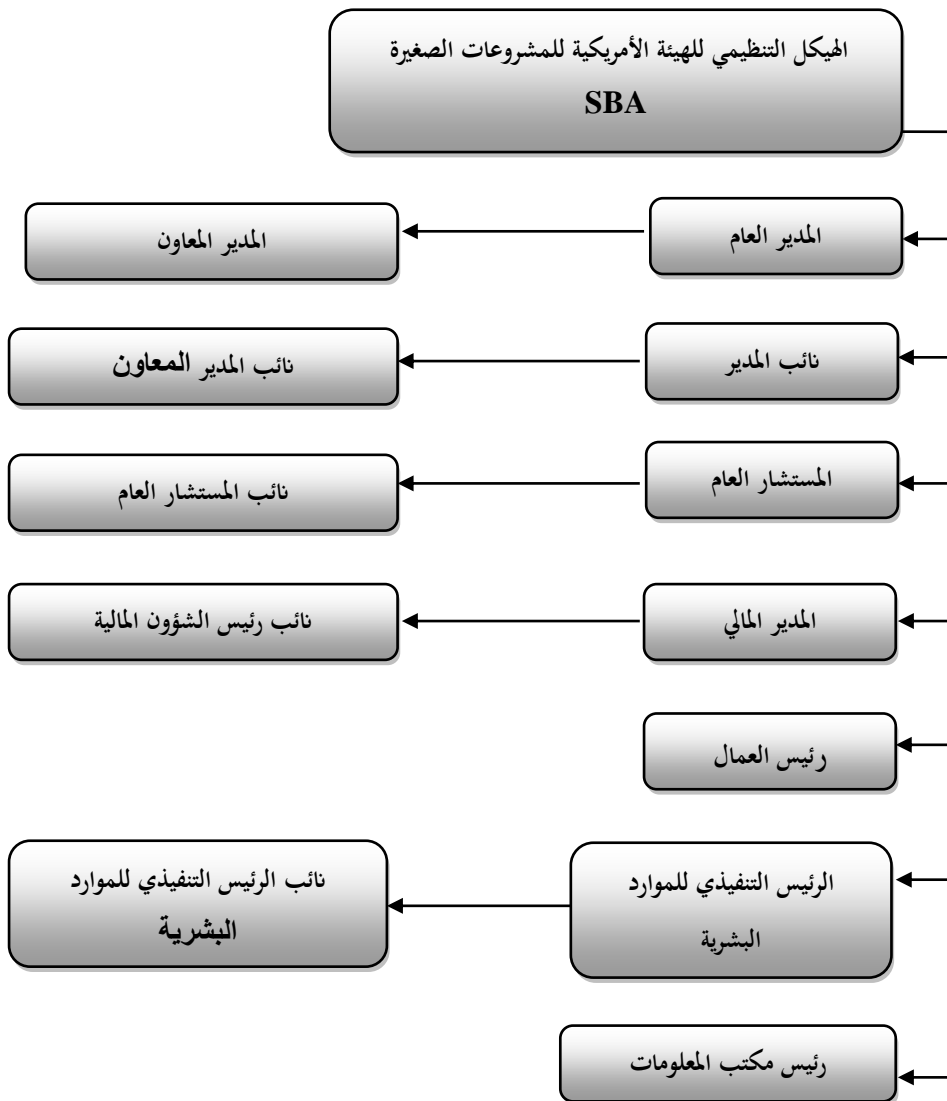 الهيكل التنظيمي للهيئة الأمريكية للمشروعات الصغيرة
SBA
المدير العام
المدير المعاون
نائب المدير
نائب المدير المعاون
المستشار العام
نائب المستشار العام
المدير المالي
نائب رئيس الشؤون المالية
رئيس العمال
الرئيس التنفيذي للموارد
البشرية
نائب الرئيس التنفيذي للموارد
البشرية
رئيس مكتب المعلومات